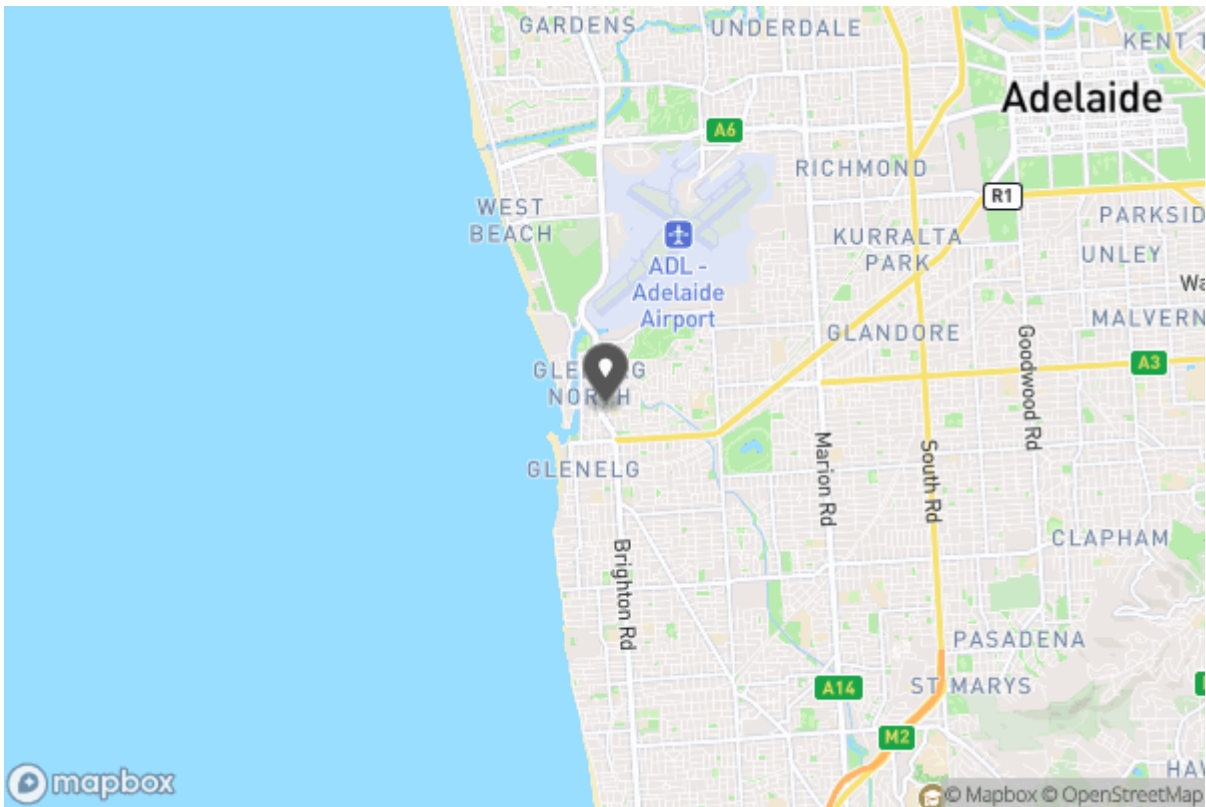 GARDENS
UNDERDALE
KENT T
Adelaide
A6
RICHMOND
R1
WEST
BEACH
PARKSID
KURRALTA
PARK
UNLEY
ADL -
Adelaide
Airport
Wa
MALVERN
GLANDORE
Goodwood Rd
A3
NORTH
GLENELG
Marion Rd
South Rd
CLAPHAM
Brighton Rd
PASADENA
A14
ST MARYS
M2
HAW
mapbox
© Mapbox © OpenStreetMap